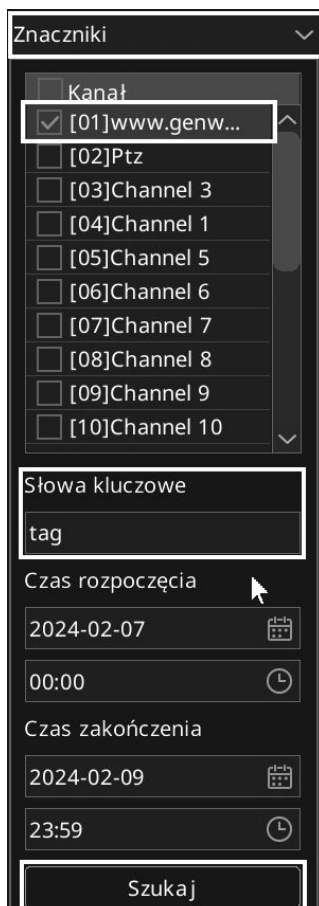 Znaczniki
Kanał
[01]www.genw...
[02]Ptz
[03]Channel 3
[04]Channel 1
[05]Channel 5
[06]Channel 6
[07]Channel 7
[08]Channel 8
[09]Channel 9
[10]Channel 10
Słowa kluczowe
tag
Czas rozpoczęcia
2024-02-07
00:00
Czas zakończenia
2024-02-09
23:59
Szukaj